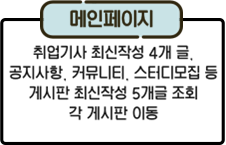 메인페이지
취업기사 최신작성 4개 글,
공지사항, 커뮤니티, 스터디모집 등
게시판 최신작성 5개글 조회
각 게시판 이동